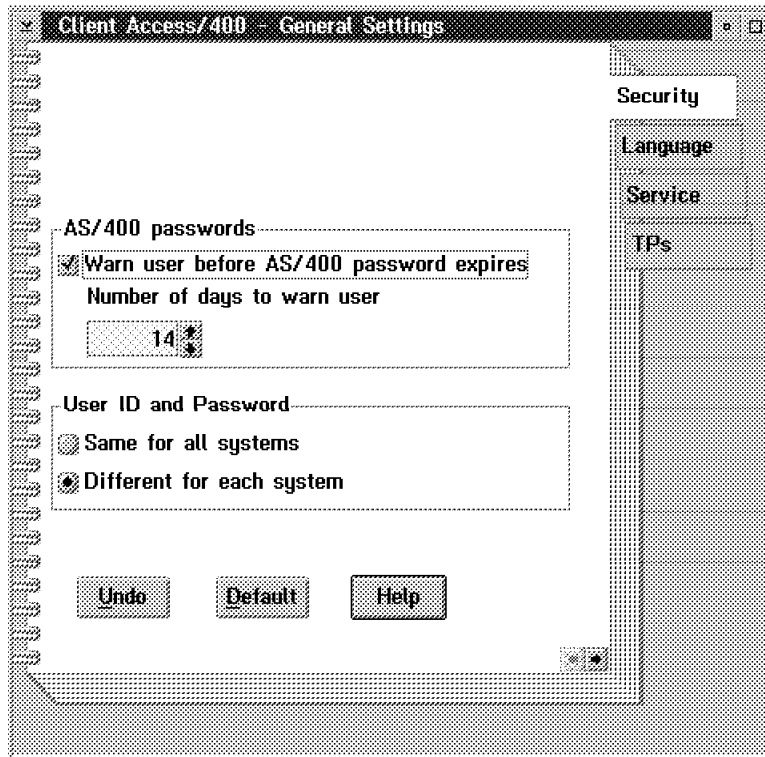 Client Access/400 - General Settings
Security
Language
Service
TPs
AS/400 passwords
Warn user before AS/400 password expires
Number of days to warn user
14
User ID and Password
Same for all systems
Different for each system
Undo
Default
Help